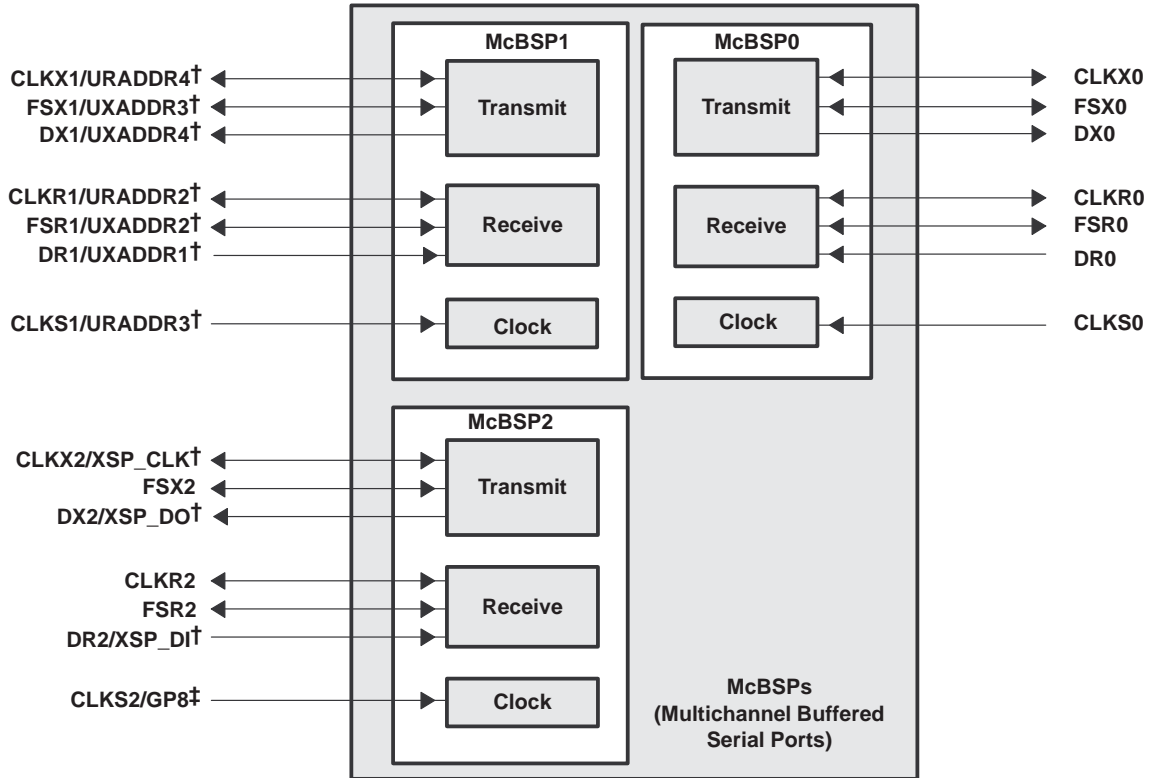 McBSP1
CLKX1/URADDR4†
FSX1/UXADDR3†
DX1/UXADDR4†
Transmit
CLKR1/URADDR2†
FSR1/UXADDR2†
DR1/UXADDR1†
Receive
CLKS1/URADDR3†
Clock
McBSP0
Transmit
CLKX0
FSX0
DX0
Receive
CLKR0
FSR0
DR0
Clock
CLKS0
McBSP2
CLKX2/XSP_CLK†
FSX2
DX2/XSP_DO†
Transmit
CLKR2
FSR2
DR2/XSP_DI†
Receive
CLKS2/GP8‡
Clock
McBSPs
(Multichannel Buffered
Serial Ports)